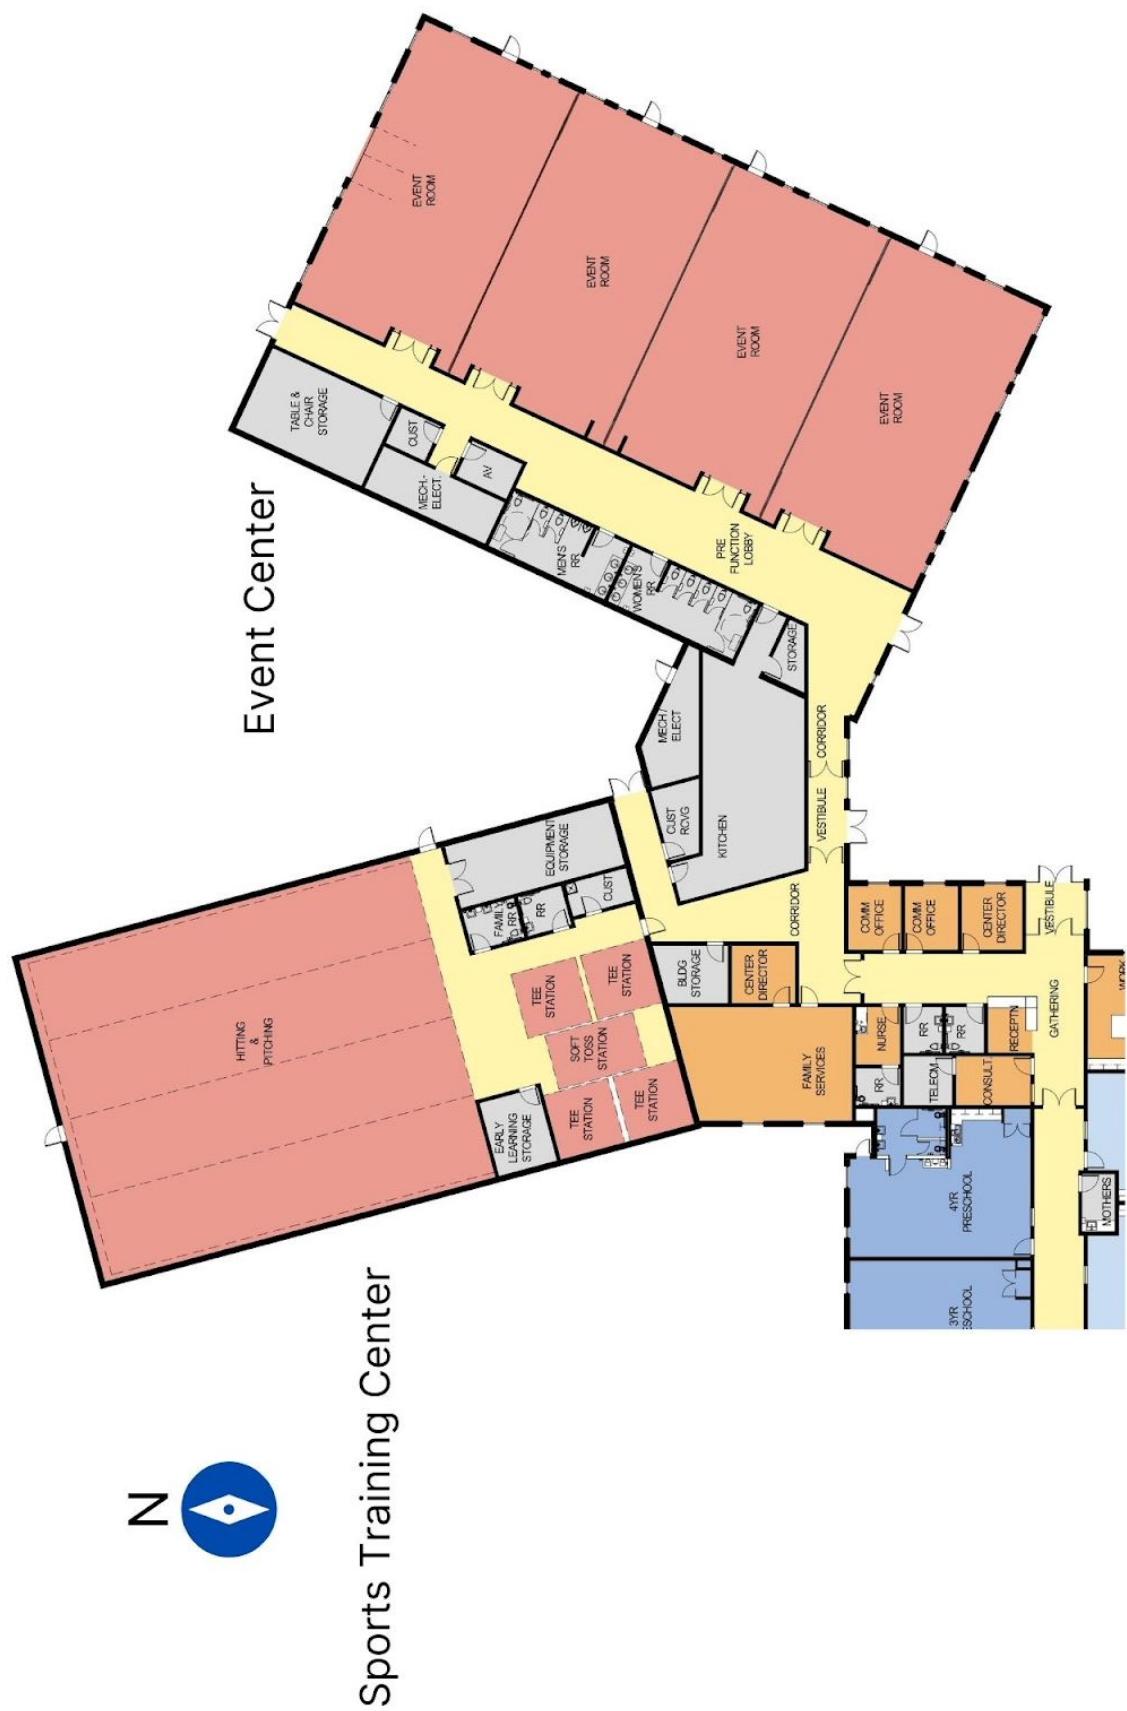 N
Sports Training Center
Event Center
HITTING
&
PITCHING
EARLY
LEARNING
STORAGE
TEE
STATION
TEE
STATION
SOFT
TOSS
STATION
TEE
STATION
TEE
STATION
FAMILY
RR
RR
CUST
EQUIPMENT
STORAGE
TABLE &
CHAIR
STORAGE
CUST
MECH.-
ELECT.
AV
MEN'S
RR
WOMEN'S
RR
STORAGE
EVENT
ROOM
EVENT
ROOM
EVENT
ROOM
EVENT
ROOM
PRE
FUNCTION
LOBBY
MECH /
ELECT
CUST
RCVG
KITCHEN
CORRIDOR
VESTIBULE
CORRIDOR
BLDG
STORAGE
CENTER
DIRECTOR
FAMILY
SERVICES
COMM
OFFICE
COMM
OFFICE
CENTER
DIRECTOR
VESTIBULE
NURSE
RR
RR
RR
TELECM
RECEPTN
CONSULT.
GATHERING
4YR
PRESCHOOL
3YR
ESCHOOL
MOTHERS
WORK